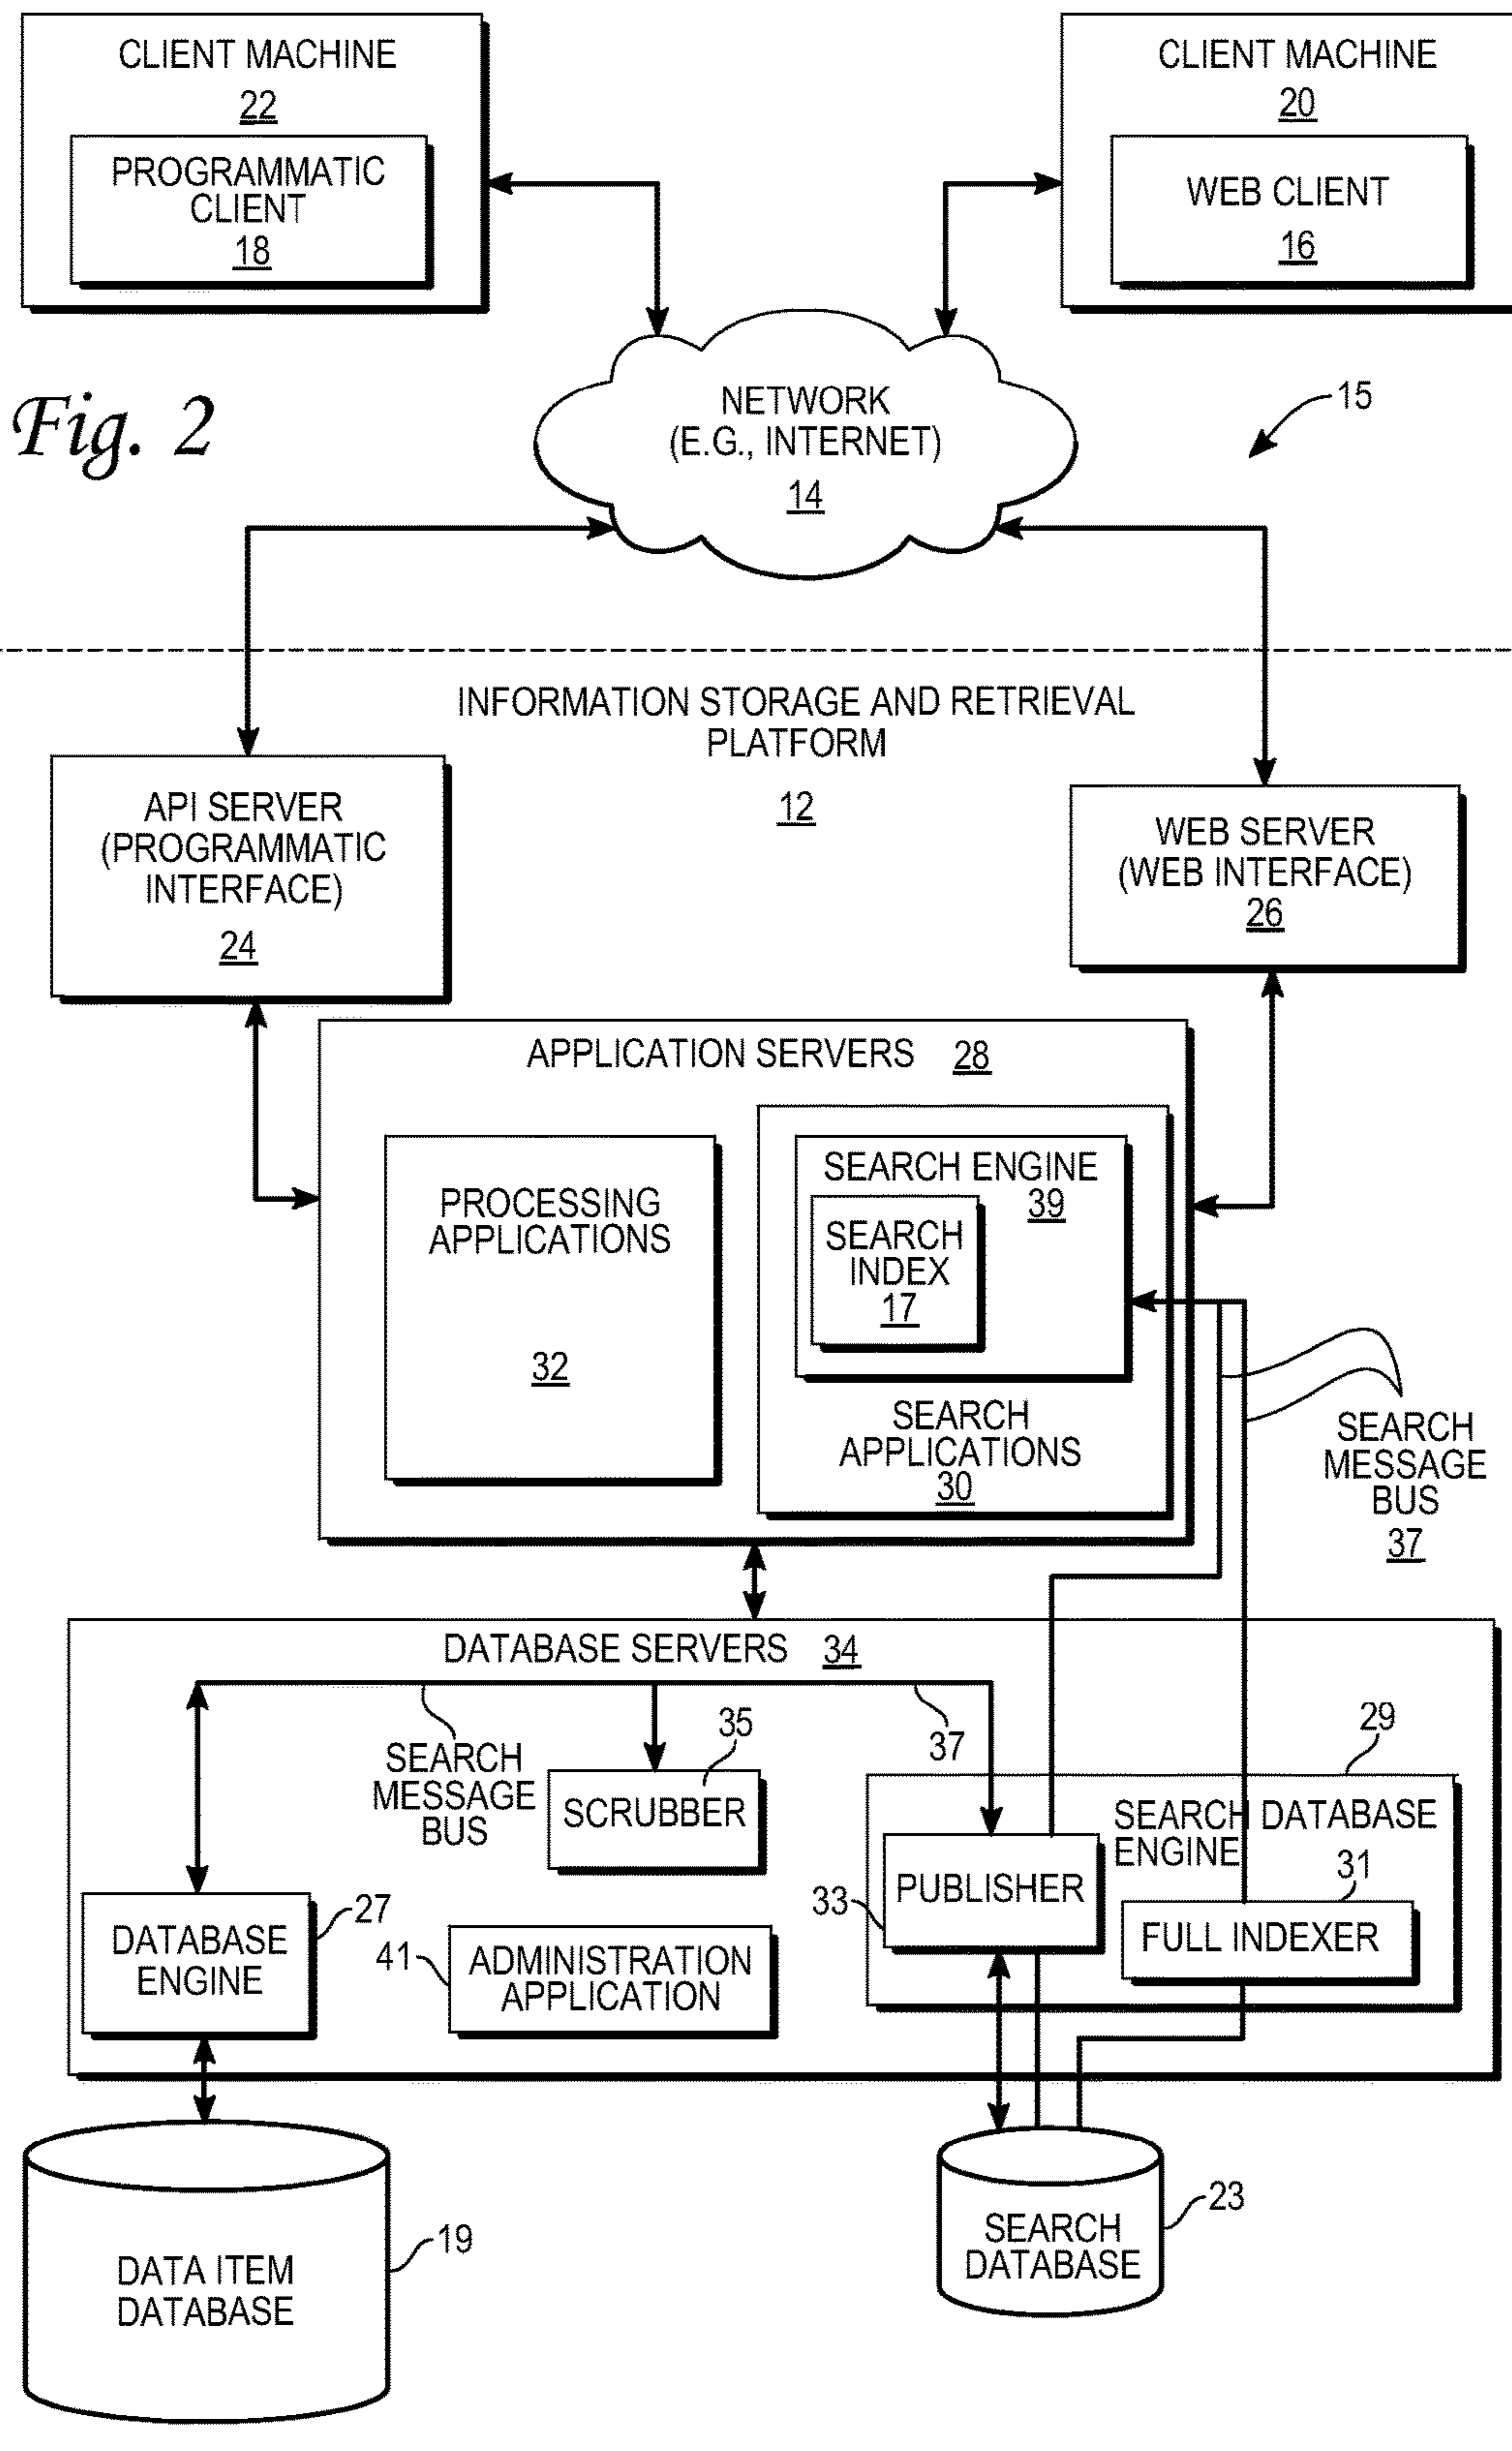 CLIENT MACHINE
22
PROGRAMMATIC
CLIENT
18
CLIENT MACHINE
20
WEB CLIENT
16
Fig. 2
NETWORK
(E.G., INTERNET)
14
15
INFORMATION STORAGE AND RETRIEVAL
PLATFORM
12
API SERVER
(PROGRAMMATIC
INTERFACE)
24
WEB SERVER
(WEB INTERFACE)
26
APPLICATION SERVERS 28
PROCESSING
APPLICATIONS
32
SEARCH ENGINE
39
SEARCH
INDEX
17
SEARCH
APPLICATIONS
30
SEARCH
MESSAGE
BUS
37
DATABASE SERVERS 34
SEARCH
MESSAGE
BUS
35
SCRUBBER
37
29
SEARCH DATABASE
ENGINE
33
PUBLISHER
31
FULL INDEXER
27
DATABASE
ENGINE
41
ADMINISTRATION
APPLICATION
19
DATA ITEM
DATABASE
23
SEARCH
DATABASE